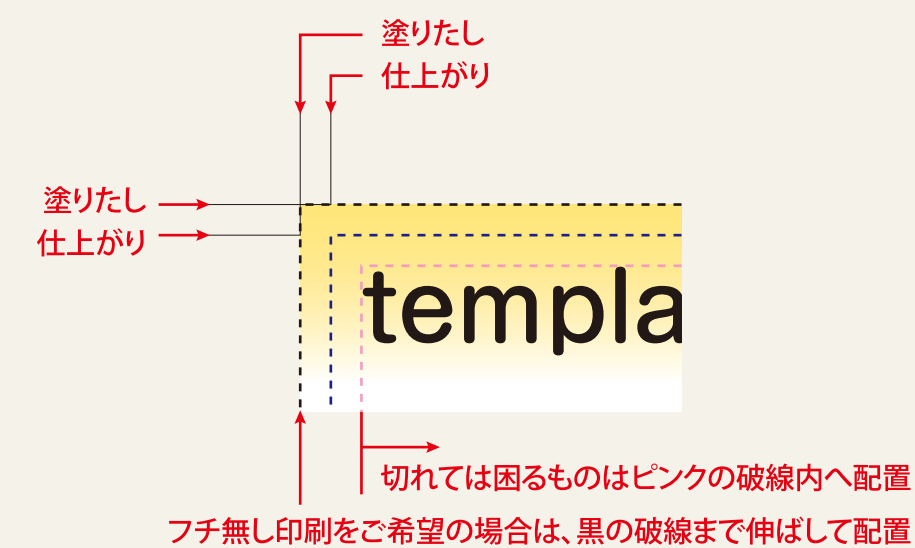 塗りたし
仕上がり
塗りたし
仕上がり
templa
切れては困るものはピンクの破線内へ配置
フチ無し印刷をご希望の場合は、黒の破線まで伸ばして配置